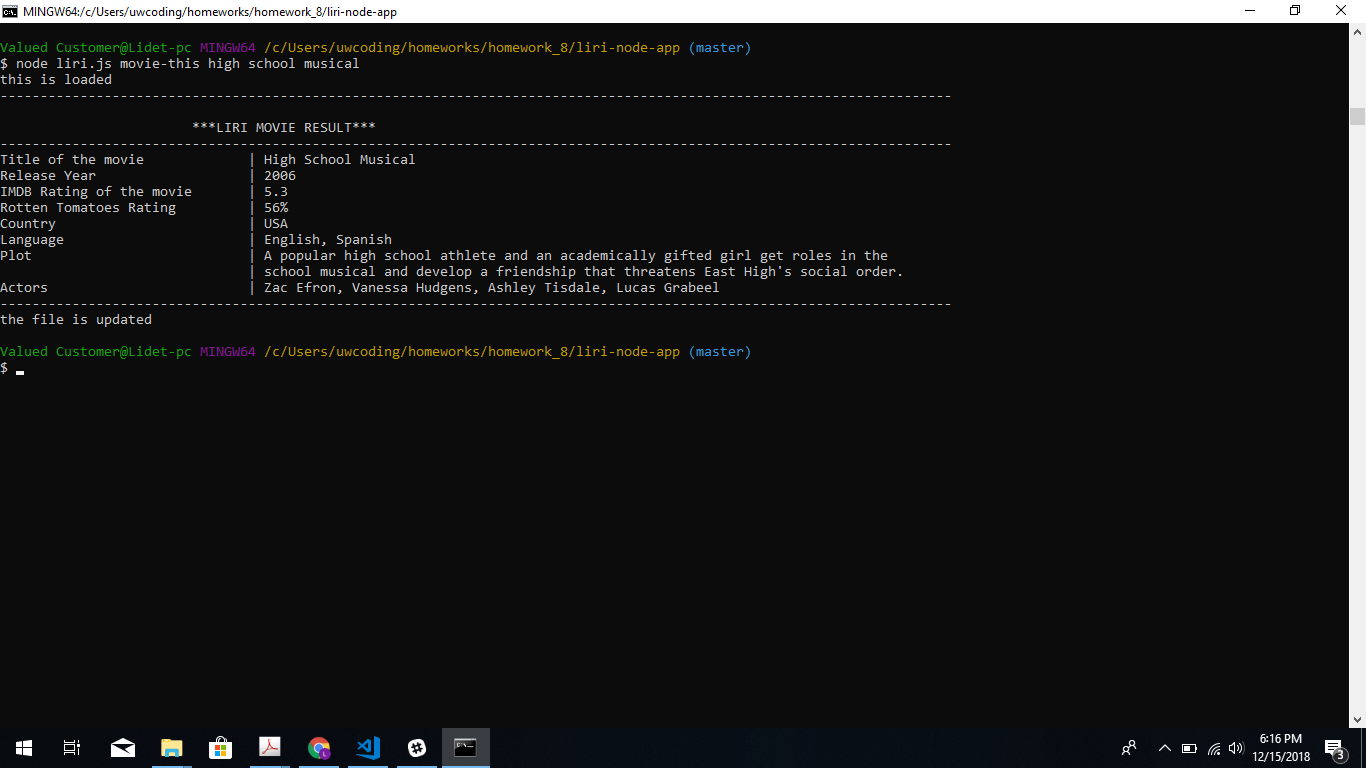 MINGW64:/c/Users/uwcoding/homeworks/homework_8/liri-node-app
Valued Customer@Lidet-pc MINGW64 /c/Users/uwcoding/homeworks/homework_8/liri-node-app (master)
$ node liri.js movie-this high school musical
this is loaded
-----------------------------------------------------------------------------------------------------------------------
***LIRI MOVIE RESULT***
-----------------------------------------------------------------------------------------------------------------------
Title of the movie | High School Musical
Release Year | 2006
IMDB Rating of the movie | 5.3
Rotten Tomatoes Rating | 56%
Country | USA
Language | English, Spanish
Plot | A popular high school athlete and an academically gifted girl get roles in the
| school musical and develop a friendship that threatens East High's social order.
Actors | Zac Efron, Vanessa Hudgens, Ashley Tisdale, Lucas Grabeel
-----------------------------------------------------------------------------------------------------------------------
the file is updated
Valued Customer@Lidet-pc MINGW64 /c/Users/uwcoding/homeworks/homework_8/liri-node-app (master)
$
6:16 PM
12/15/2018
3